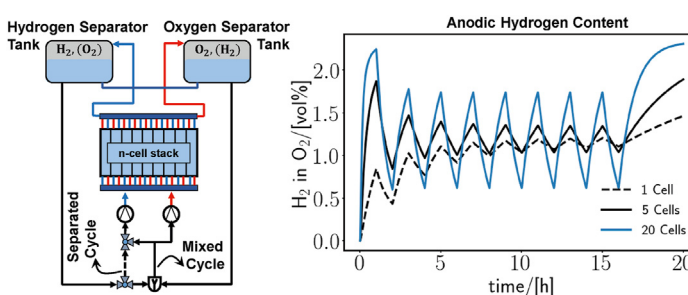 Hydrogen Separator
Tank
Oxygen Separator
Tank
H₂, (O₂)
O₂, (H₂)
n-cell stack
Separated
Cycle
Mixed
Cycle
Anodic Hydrogen Content
H₂ in O₂/[vol%]
2.0
1.5
1.0
0.5
0.0
1 Cell
5 Cells
20 Cells
0
5
10
15
20
time/[h]